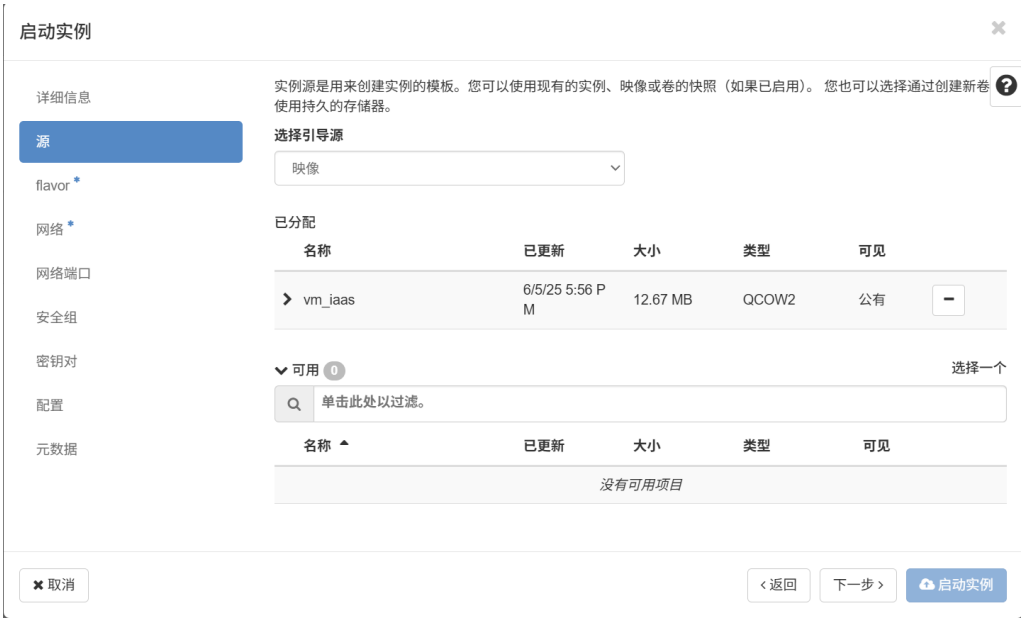 启动实例
详细信息
源
flavor *
网络 *
网络端口
安全组
密钥对
配置
元数据
实例源是用来创建实例的模板。您可以使用现有的实例、映像或卷的快照（如果已启用）。 您也可以选择通过创建新卷
使用持久的存储器。
选择引导源
映像
已分配
名称 已更新 大小 类型 可见
vm_iaas 6/5/25 5:56 P 12.67 MB QCOW2 公有
M
可用 0 选择一个
单击此处以过滤。
名称 已更新 大小 类型 可见
没有可用项目
取消 返回 下一步 启动实例